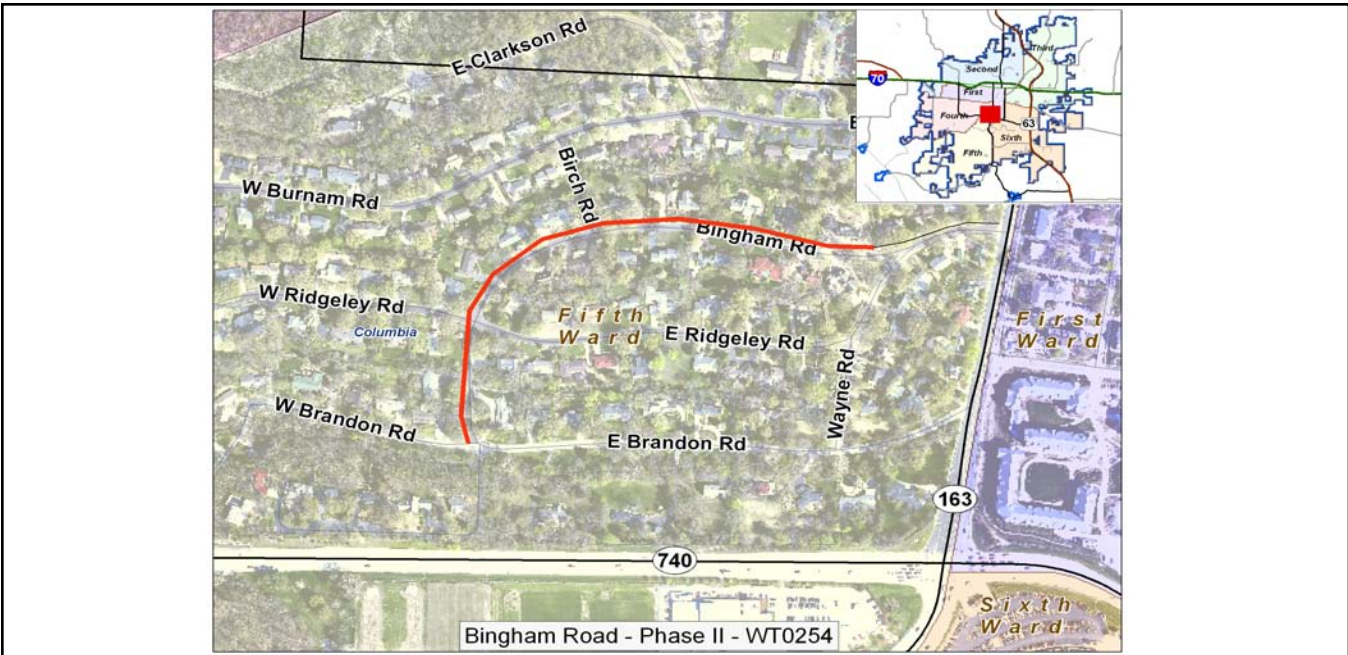 E Clarkson Rd
Second
Third
70
First
Fourth
63
Sixth
Fifth
Birch Rd
W Burnam Rd
Bingham Rd
W Ridgeley Rd
Columbia
Fifth
Ward
E Ridgeley Rd
First
Ward
Wayne Rd
W Brandon Rd
E Brandon Rd
163
740
Sixth
Ward
Bingham Road - Phase II - WT0254